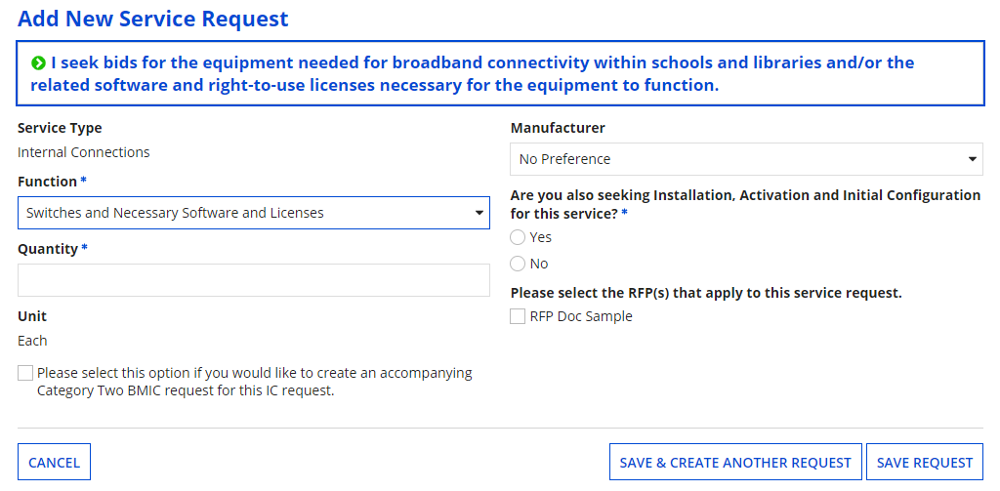 Add New Service Request
I seek bids for the equipment needed for broadband connectivity within schools and libraries and/or the
related software and right-to-use licenses necessary for the equipment to function.
Service Type
Internal Connections
Function *
Switches and Necessary Software and Licenses
Quantity *
Unit
Each
Please select this option if you would like to create an accompanying
Category Two BMIC request for this IC request.
Manufacturer
No Preference
Are you also seeking Installation, Activation and Initial Configuration
for this service? *
Yes
No
Please select the RFP(s) that apply to this service request.
RFP Doc Sample
CANCEL
SAVE & CREATE ANOTHER REQUEST
SAVE REQUEST